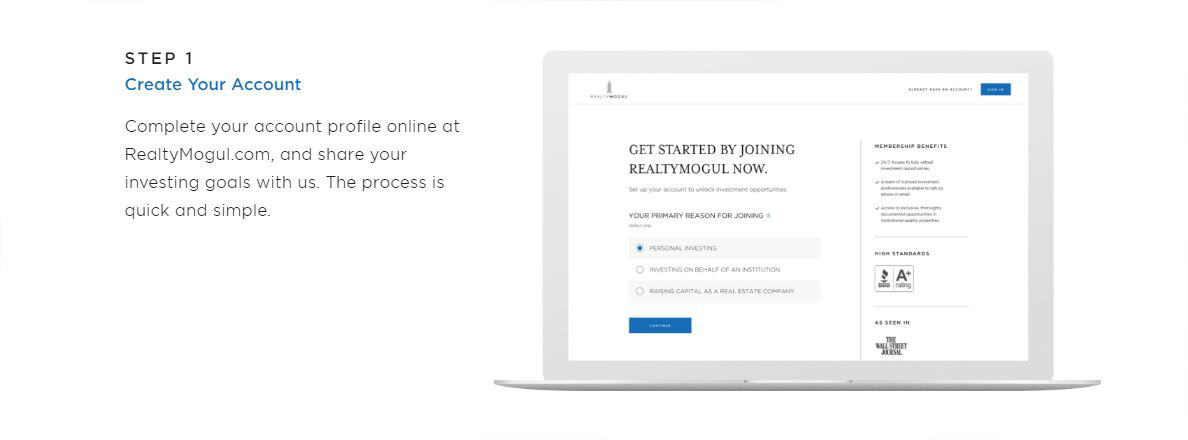 STEP 1
Create Your Account
Complete your account profile online at
RealtyMogul.com, and share your
investing goals with us. The process is
quick and simple.
REALTYMOGUL
ALREADY HAVE AN ACCOUNT?
SIGN IN
GET STARTED BY JOINING
REALTYMOGUL NOW.
Set up your account to unlock investment opportunties.
YOUR PRIMARY REASON FOR JOINING
Select one
PERSONAL INVESTING
INVESTING ON BEHALF OF AN INSTITUTION
RAISING CAPITAL AS A REAL ESTATE COMPANY
CONTINUE
MEMBERSHIP BENEFITS
24/7 Access to fully vetted
investment opportunities.
A team of licensed investment
professionals available to talk by
phone or email.
Access to exclusive, thoroughly
documented opportunities in
institutional quality properties.
HIGH STANDARDS
BBB
A+
rating
AS SEEN IN
THE
WALL STREET
JOURNAL.